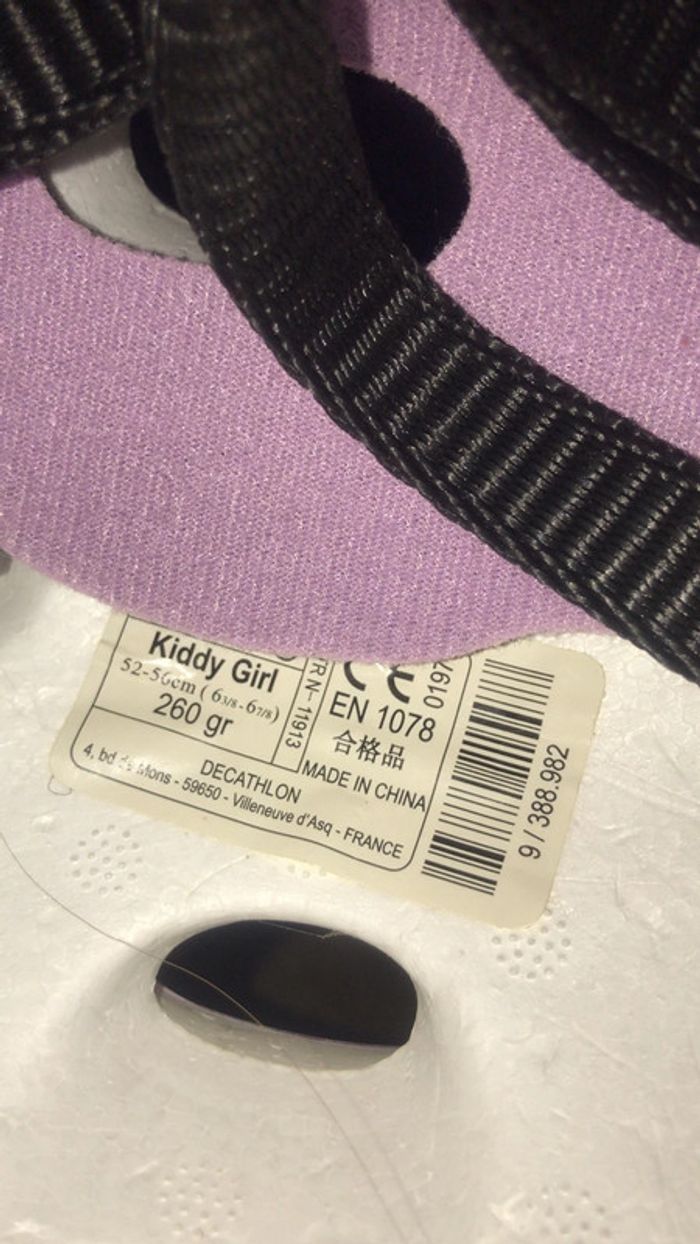 Kiddy Girl
52-56cm ( 6 3/8 - 6 7/8 )
260 gr
TR N- 11913
CE 0197
EN 1078
合格品
MADE IN CHINA
DECATHLON
4, bd de Mons - 59650 - Villeneuve d'Asq - FRANCE
9 / 388.982